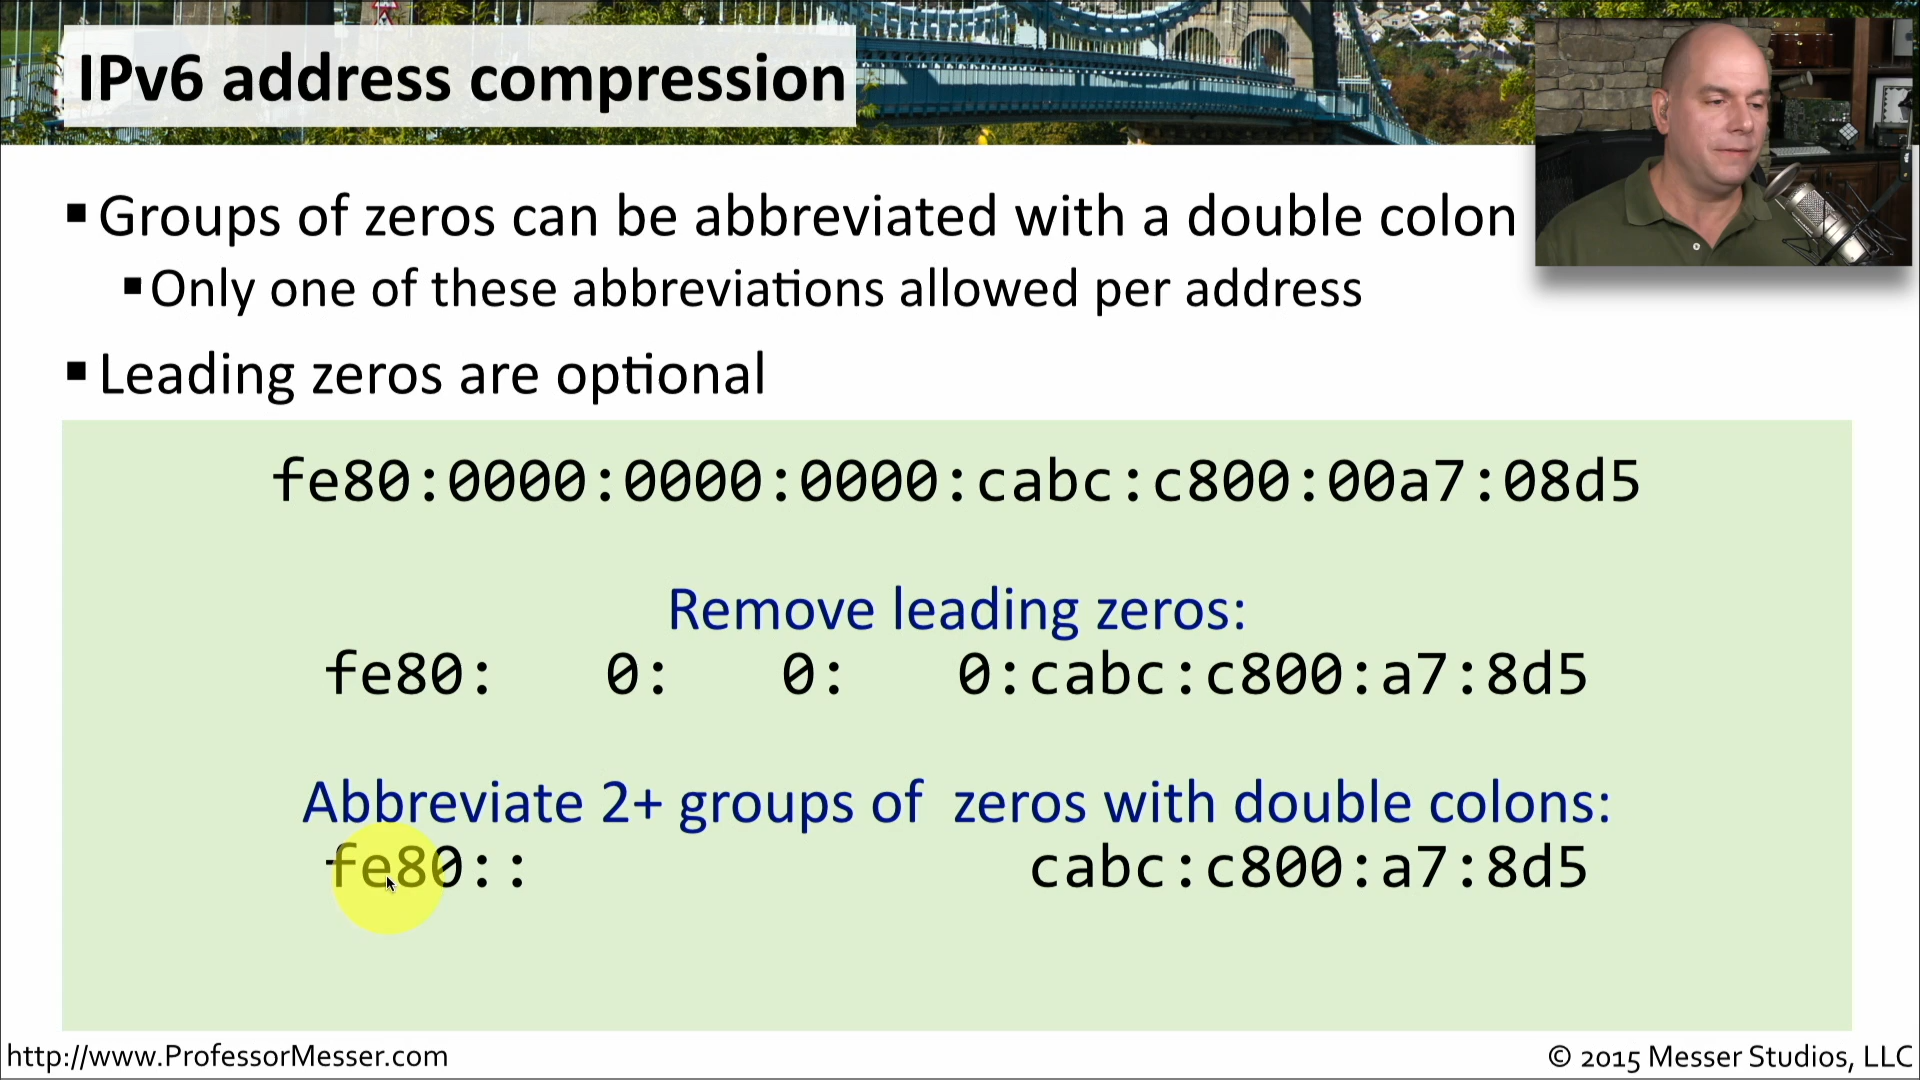 IPv6 address compression
Groups of zeros can be abbreviated with a double colon
Only one of these abbreviations allowed per address
Leading zeros are optional
fe80:0000:0000:0000:cabc:c800:00a7:08d5
Remove leading zeros:
fe80:   0:   0:   0:cabc:c800:a7:8d5
Abbreviate 2+ groups of  zeros with double colons:
fe80::                 cabc:c800:a7:8d5
http://www.ProfessorMesser.com
© 2015 Messer Studios, LLC